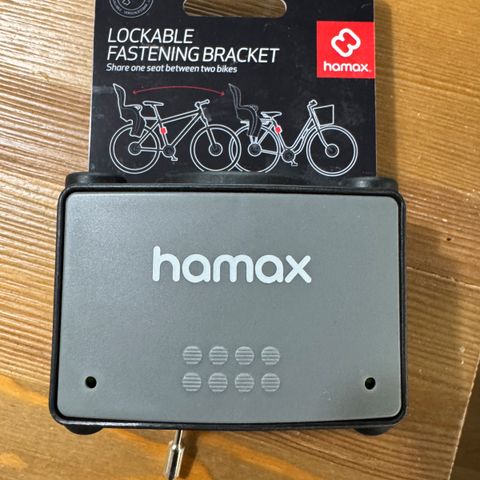 LOCKABLE
FASTENING BRACKET
Share one seat between two bikes
hamax
hamax